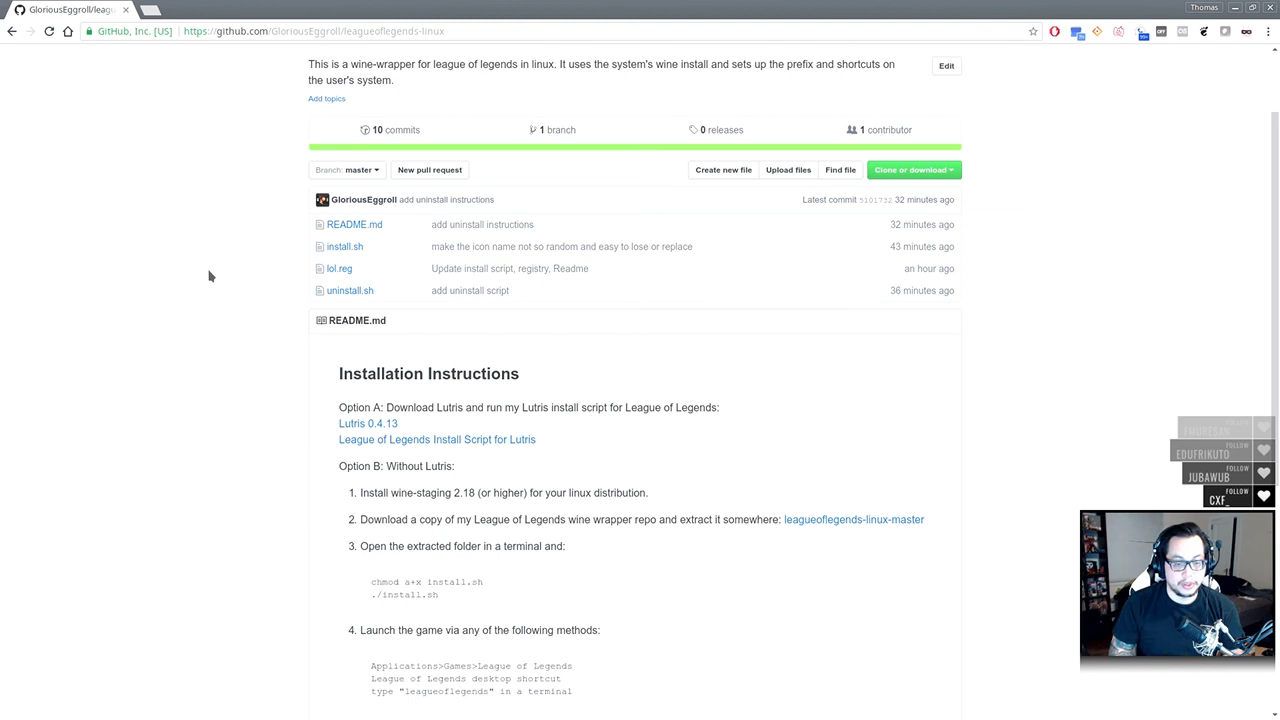 GloriousEggroll/leagu
Thomas
GitHub, Inc. [US]
https://github.com/GloriousEggroll/leagueoflegends-linux
This is a wine-wrapper for league of legends in linux. It uses the system's wine install and sets up the prefix and shortcuts on
the user's system.
Edit
Add topics
10 commits
1 branch
0 releases
1 contributor
Branch: master
New pull request
Create new file
Upload files
Find file
Clone or download
GloriousEggroll add uninstall instructions
Latest commit 5101732 32 minutes ago
README.md add uninstall instructions 32 minutes ago
install.sh make the icon name not so random and easy to lose or replace 43 minutes ago
lol.reg Update install script, registry, Readme an hour ago
uninstall.sh add uninstall script 36 minutes ago
README.md
Installation Instructions
Option A: Download Lutris and run my Lutris install script for League of Legends:
Lutris 0.4.13
League of Legends Install Script for Lutris
Option B: Without Lutris:
1. Install wine-staging 2.18 (or higher) for your linux distribution.
2. Download a copy of my League of Legends wine wrapper repo and extract it somewhere: leagueoflegends-linux-master
3. Open the extracted folder in a terminal and:
chmod a+x install.sh
./install.sh
4. Launch the game via any of the following methods:
Applications>Games>League of Legends
League of Legends desktop shortcut
type "leagueoflegends" in a terminal
FOLLOW
FOLLOW
EDUFRIKUTO
FOLLOW
JUBAWUB
FOLLOW
CXF_